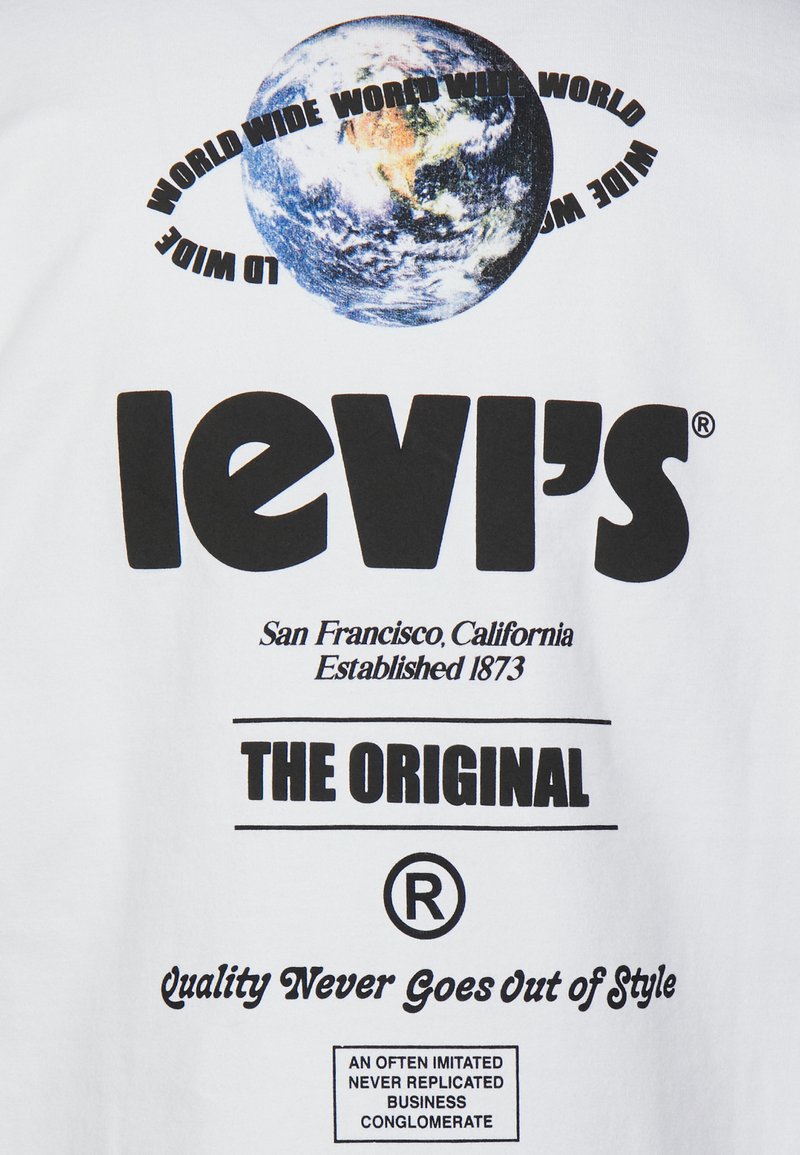 WORLD WIDE WORLD WIDE WORLD
WIDE WO
LD WIDE
levi's®
San Francisco, California
Established 1873
THE ORIGINAL
®
Quality Never Goes Out of Style
AN OFTEN IMITATED
NEVER REPLICATED
BUSINESS
CONGLOMERATE